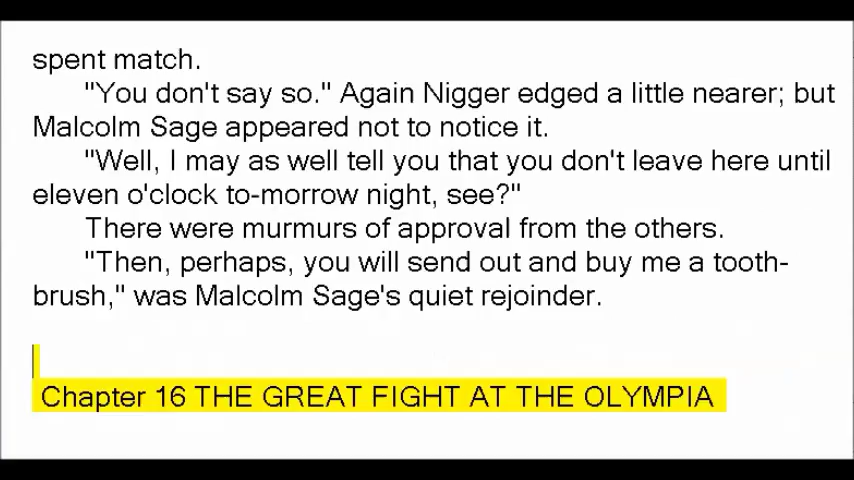 spent match.
"You don't say so." Again Nigger edged a little nearer; but
Malcolm Sage appeared not to notice it.
"Well, I may as well tell you that you don't leave here until
eleven o'clock to-morrow night, see?"
There were murmurs of approval from the others.
"Then, perhaps, you will send out and buy me a tooth-
brush," was Malcolm Sage's quiet rejoinder.
Chapter 16 THE GREAT FIGHT AT THE OLYMPIA